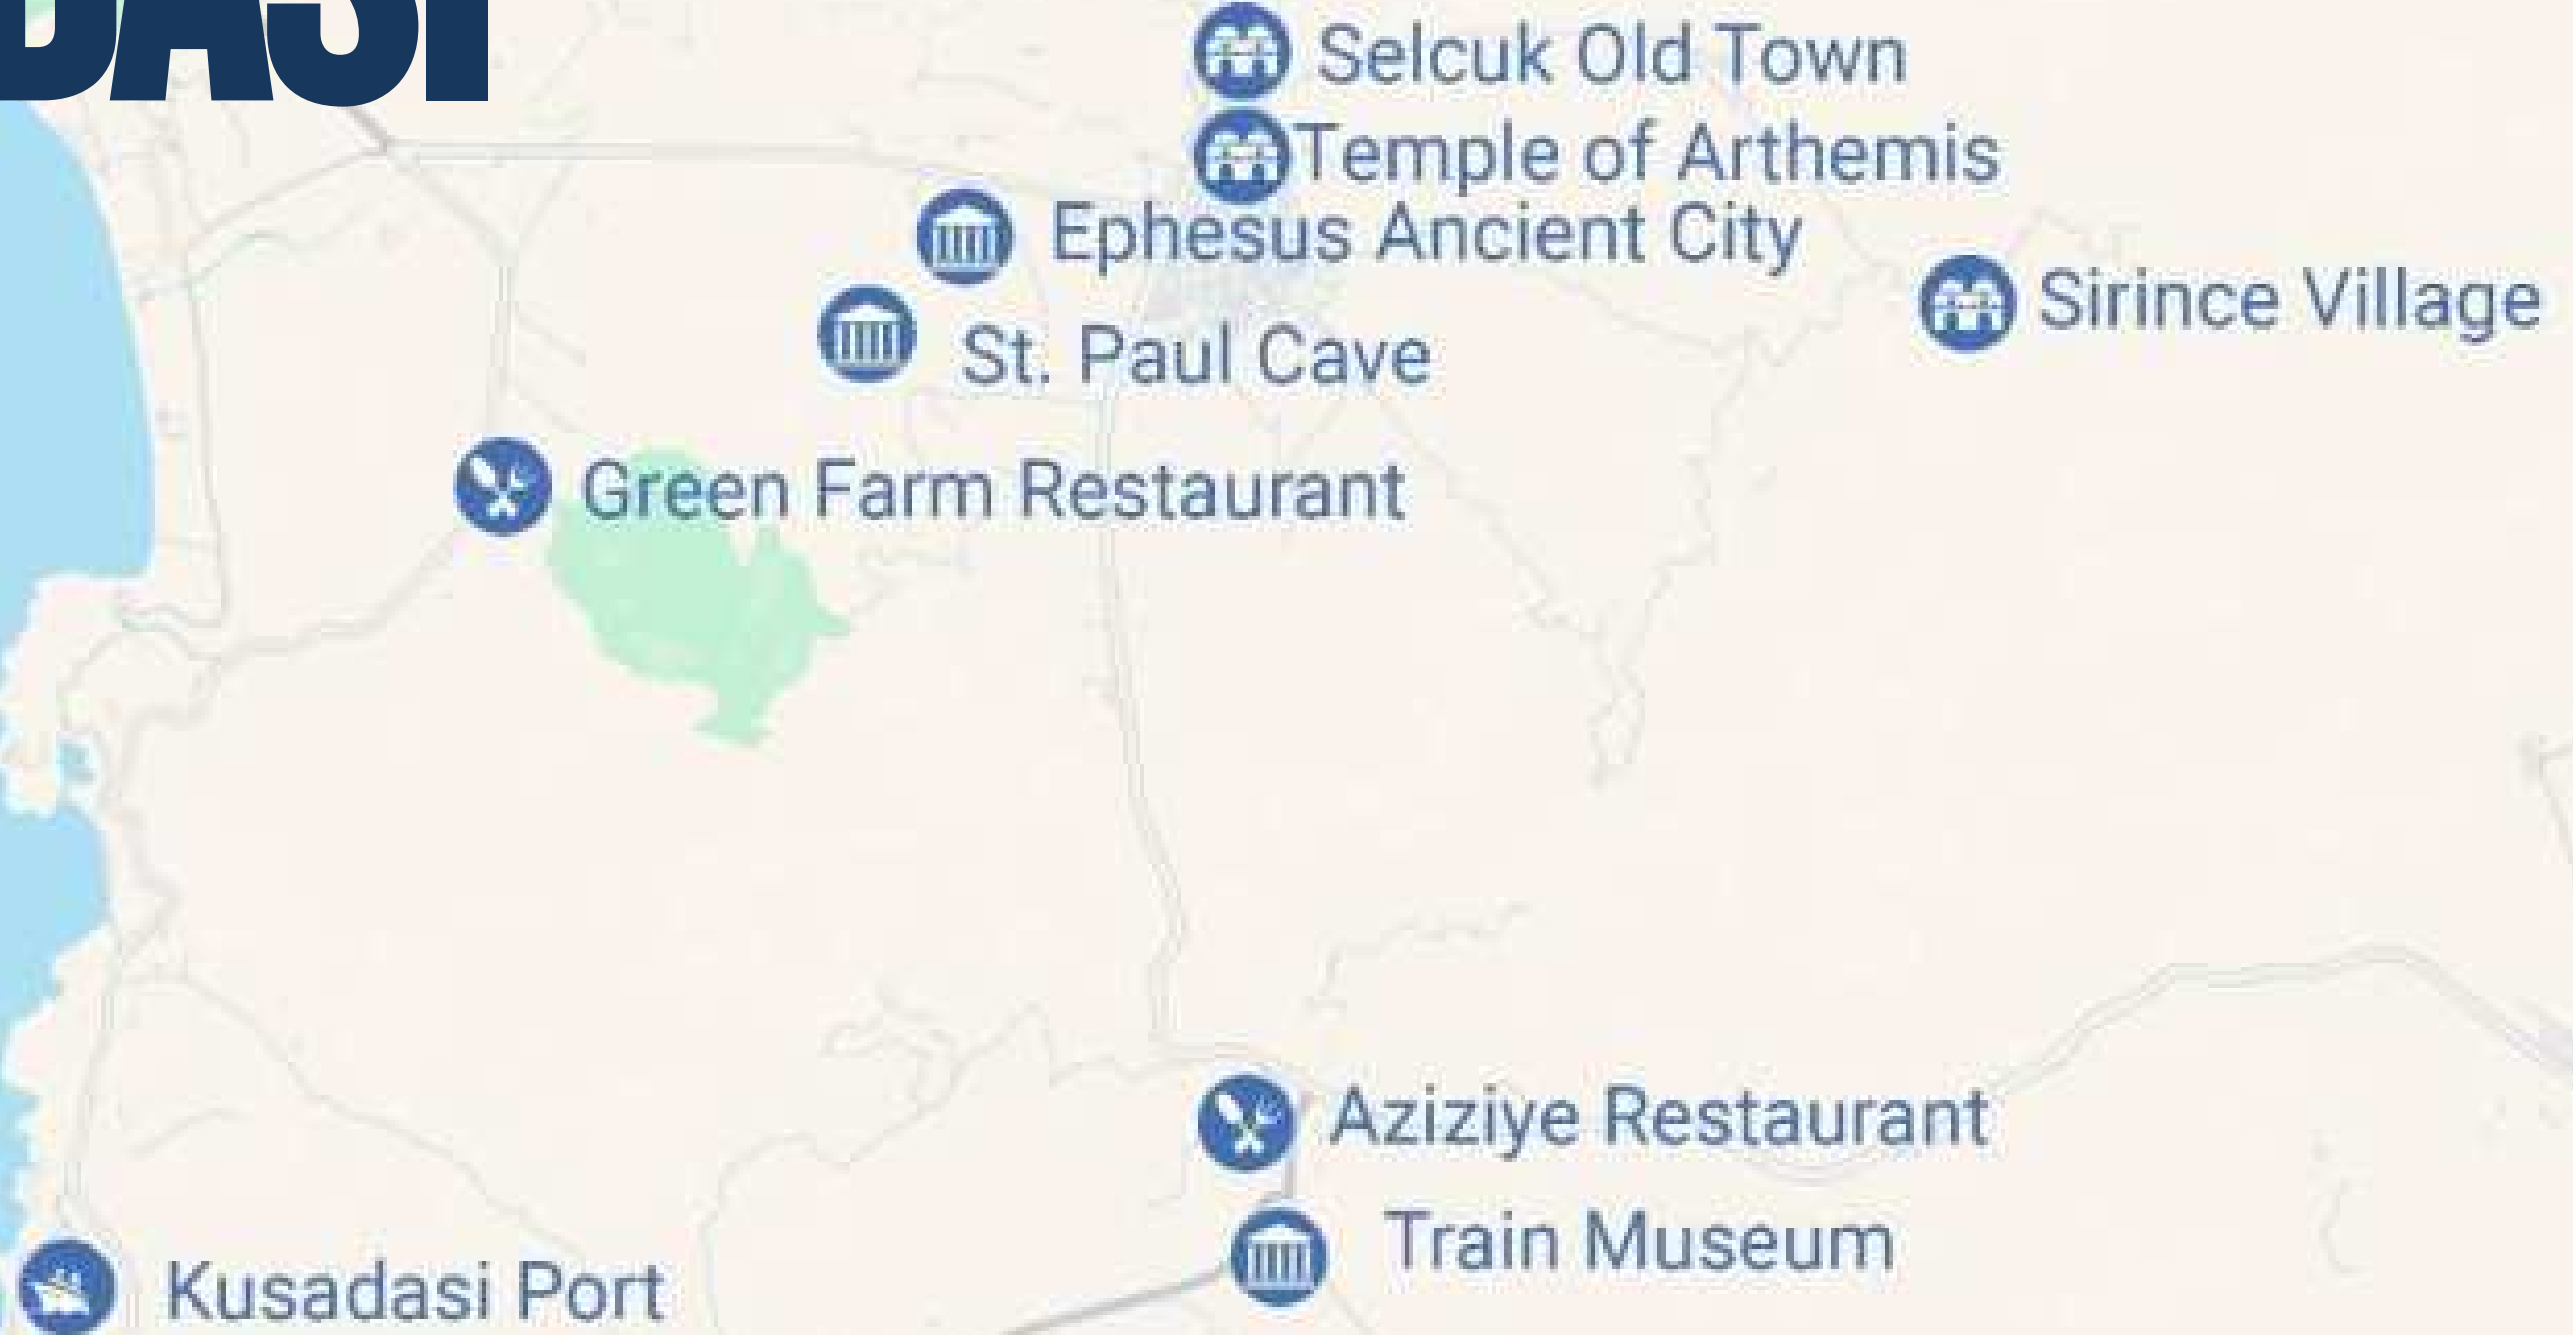 DASI
Selcuk Old Town
Temple of Arthemis
Ephesus Ancient City
Sirince Village
St. Paul Cave
Green Farm Restaurant
Aziziye Restaurant
Train Museum
Kusadasi Port